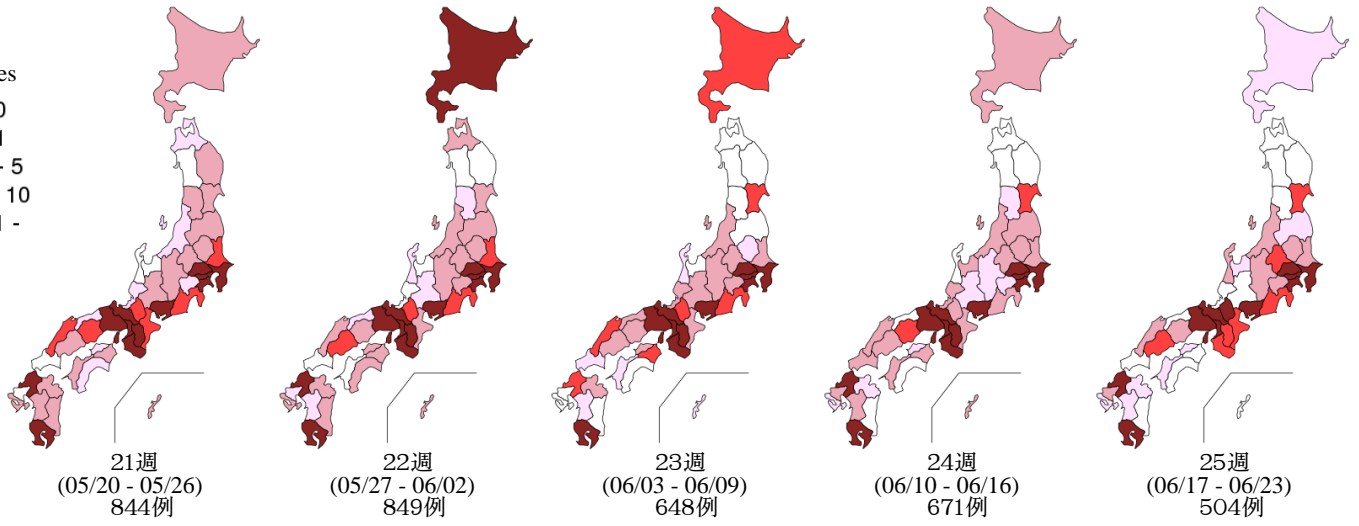 es
0
1
- 5
10
1 -
21週
(05/20 - 05/26)
844例
22週
(05/27 - 06/02)
849例
23週
(06/03 - 06/09)
648例
24週
(06/10 - 06/16)
671例
25週
(06/17 - 06/23)
504例